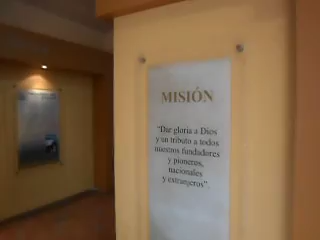 MISIÓN
"Dar gloria a Dios
y un tributo a todos
nuestros fundadores
y pioneros,
nacionales
y extranjeros".